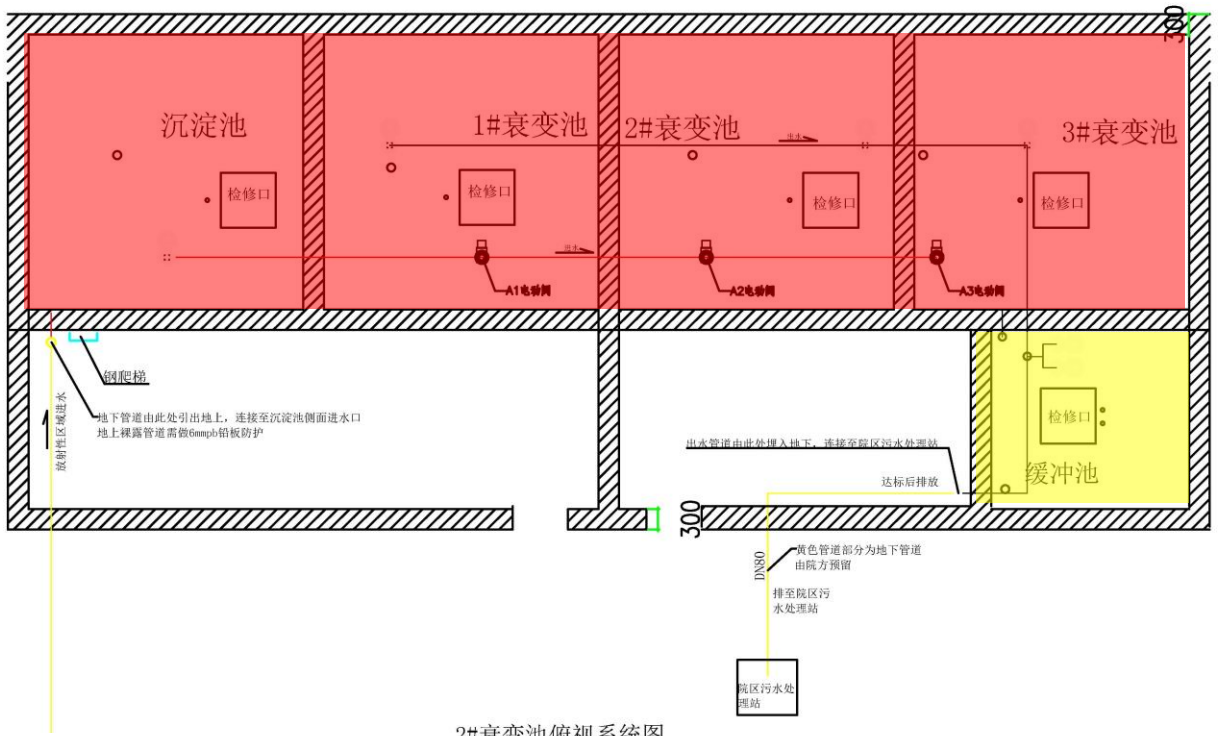 300
沉淀池
1#衰变池
2#衰变池
3#衰变池
出水
检修口
检修口
检修口
检修口
进水
A1电动阀
A2电动阀
A3电动阀
钢爬梯
放射性区域进水
地下管道由此处引出地上，连接至沉淀池侧面进水口
地上裸露管道需做6mmpb铅板防护
检修口
出水管道由此处埋入地下，连接至院区污水处理站
缓冲池
达标后排放
300
DN80
黄色管道部分为地下管道
由院方预留
排至院区污
水处理站
院区污水处
理站
2#衰变池俯视系统图